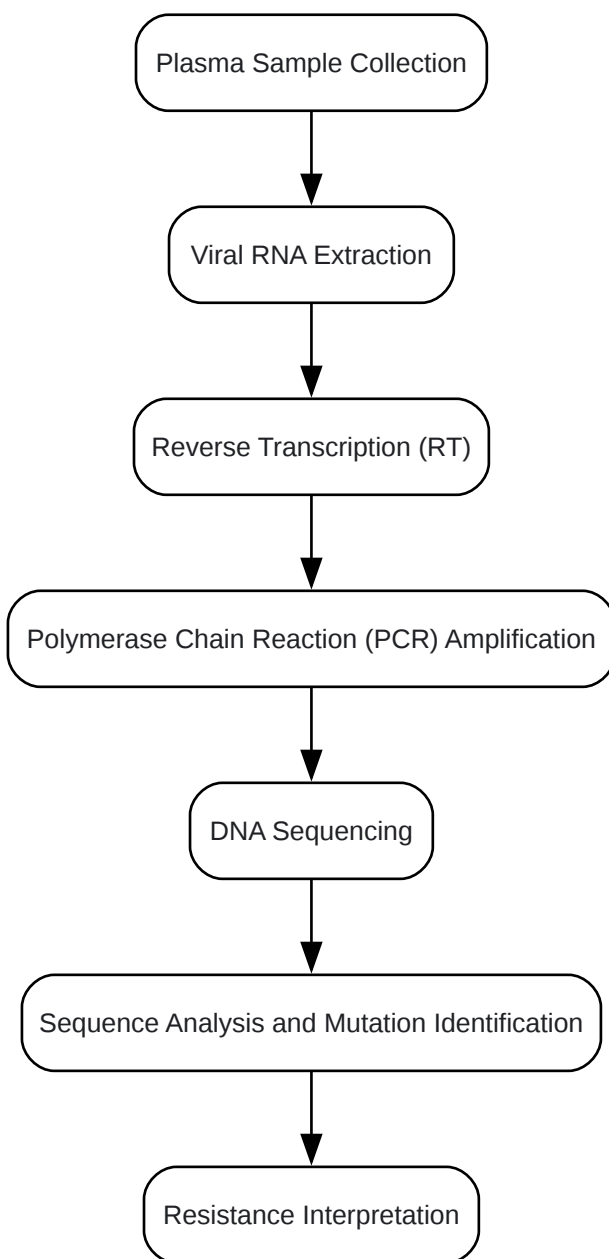 Plasma Sample Collection
Viral RNA Extraction
Reverse Transcription (RT)
Polymerase Chain Reaction (PCR) Amplification
DNA Sequencing
Sequence Analysis and Mutation Identification
Resistance Interpretation